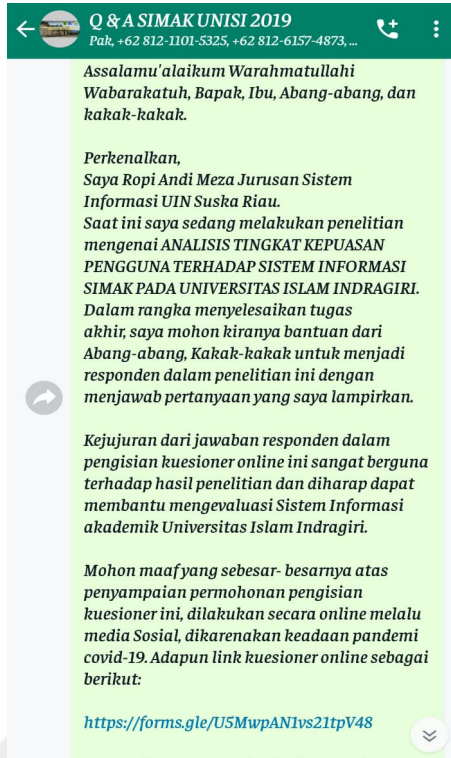 Q & A SIMAK UNISI 2019
Pak, +62 812-1101-5325, +62 812-6157-4873, ...
Assalamu'alaikum Warahmatullahi
Wabarakatuh, Bapak, Ibu, Abang-abang, dan
kakak-kakak.
Perkenalkan,
Saya Ropi Andi Meza Jurusan Sistem
Informasi UIN Suska Riau.
Saat ini saya sedang melakukan penelitian
mengenai ANALISIS TINGKAT KEPUASAN
PENGGUNA TERHADAP SISTEM INFORMASI
SIMAK PADA UNIVERSITAS ISLAM INDRAGIRI.
Dalam rangka menyelesaikan tugas
akhir, saya mohon kiranya bantuan dari
Abang-abang, Kakak-kakak untuk menjadi
responden dalam penelitian ini dengan
menjawab pertanyaan yang saya lampirkan.
Kejujuran dari jawaban responden dalam
pengisian kuesioner online ini sangat berguna
terhadap hasil penelitian dan diharap dapat
membantu mengevaluasi Sistem Informasi
akademik Universitas Islam Indragiri.
Mohon maaf yang sebesar- besarnya atas
penyampaian permohonan pengisian
kuesioner ini, dilakukan secara online melalu
media Sosial, dikarenakan keadaan pandemi
covid-19. Adapun link kuesioner online sebagai
berikut:
https://forms.gle/U5MwpAN1vs21tpV48